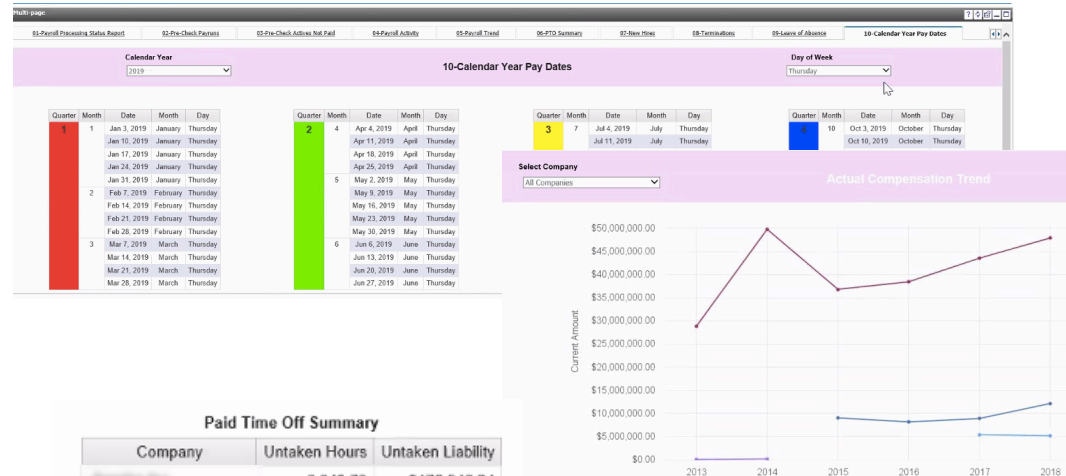 Multi-page
01-Payroll Processing Status Report 02-Pre-Check Payruns 03-Pre-Check Actives Not Paid 04-Payroll Activity 05-Payroll Trend 06-PTO Summary 07-New Hires 08-Terminations 09-Leave of Absence 10-Calendar Year Pay Dates
Calendar Year
2019
10-Calendar Year Pay Dates
Day of Week
Thursday
Quarter Month Date Month Day
1 1 Jan 3, 2019 January Thursday
Jan 10, 2019 January Thursday
Jan 17, 2019 January Thursday
Jan 24, 2019 January Thursday
Jan 31, 2019 January Thursday
2 Feb 7, 2019 February Thursday
Feb 14, 2019 February Thursday
Feb 21, 2019 February Thursday
Feb 28, 2019 February Thursday
3 Mar 7, 2019 March Thursday
Mar 14, 2019 March Thursday
Mar 21, 2019 March Thursday
Mar 28, 2019 March Thursday
Quarter Month Date Month Day
2 4 Apr 4, 2019 April Thursday
Apr 11, 2019 April Thursday
Apr 18, 2019 April Thursday
Apr 25, 2019 April Thursday
5 May 2, 2019 May Thursday
May 9, 2019 May Thursday
May 16, 2019 May Thursday
May 23, 2019 May Thursday
May 30, 2019 May Thursday
6 Jun 6, 2019 June Thursday
Jun 13, 2019 June Thursday
Jun 20, 2019 June Thursday
Jun 27, 2019 June Thursday
Quarter Month Date Month Day
3 7 Jul 4, 2019 July Thursday
Jul 11, 2019 July Thursday
Quarter Month Date Month Day
10 Oct 3, 2019 October Thursday
Oct 10, 2019 October Thursday
Select Company
All Companies
Actual Compensation Trend
$50,000,000.00
$45,000,000.00
$40,000,000.00
$35,000,000.00
$30,000,000.00
$25,000,000.00
$20,000,000.00
$15,000,000.00
$10,000,000.00
$5,000,000.00
$0.00
Current Amount
2013 2014 2015 2016 2017 2018
Paid Time Off Summary
Company Untaken Hours Untaken Liability